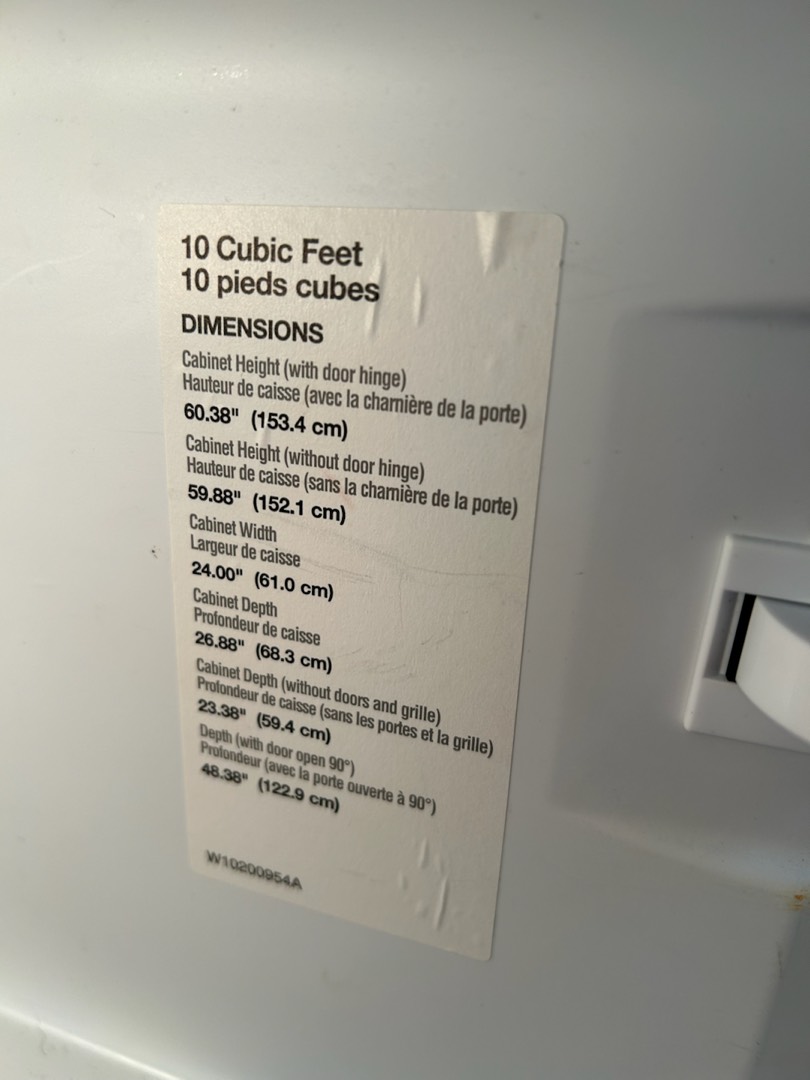 10 Cubic Feet
10 pieds cubes
DIMENSIONS
Cabinet Height (with door hinge)
Hauteur de caisse (avec la charnière de la porte)
60.38" (153.4 cm)
Cabinet Height (without door hinge)
Hauteur de caisse (sans la charnière de la porte)
59.88" (152.1 cm)
Cabinet Width
Largeur de caisse
24.00" (61.0 cm)
Cabinet Depth
Profondeur de caisse
26.88" (68.3 cm)
Cabinet Depth (without doors and grille)
Profondeur de caisse (sans les portes et la grille)
23.38" (59.4 cm)
Depth (with door open 90°)
Profondeur (avec la porte ouverte à 90°)
48.38" (122.9 cm)
W10200954A